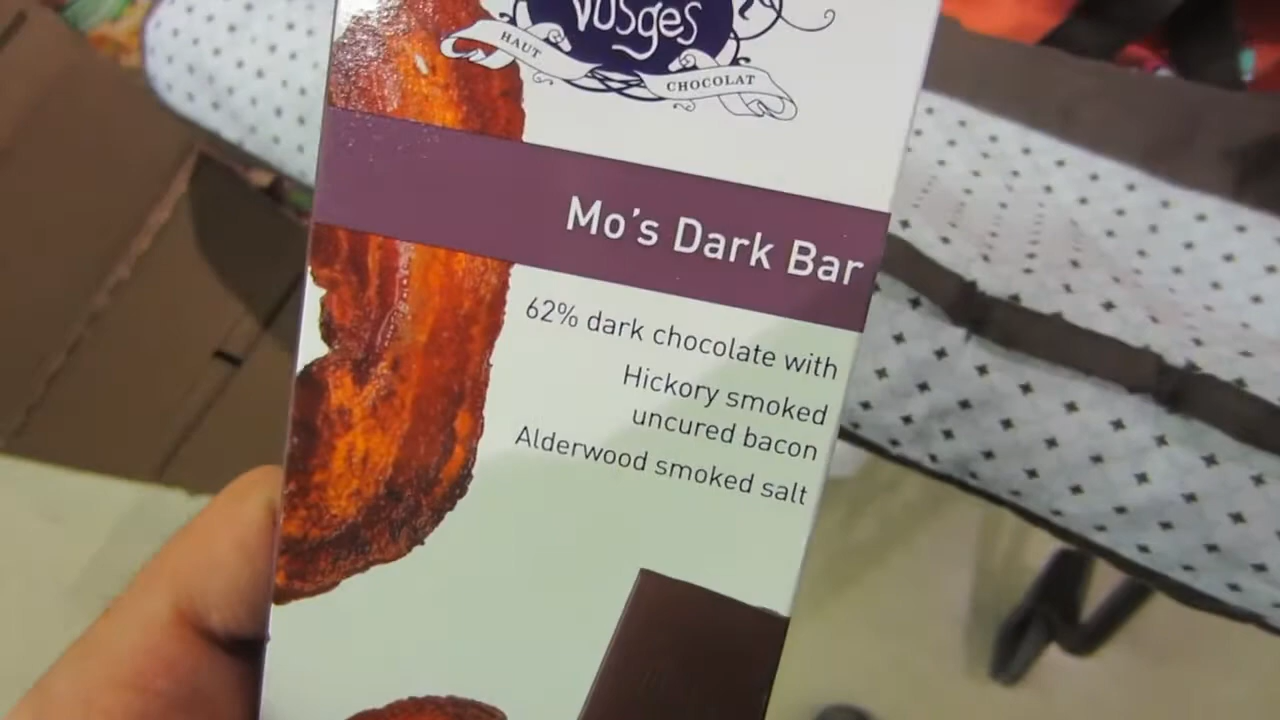 Vosges
HAUT CHOCOLAT
Mo's Dark Bar
62% dark chocolate with
Hickory smoked
uncured bacon
Alderwood smoked salt